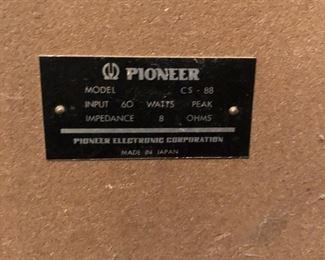 PIONEER
MODEL CS-88
INPUT 60 WATTS PEAK
IMPEDANCE 8 OHMS
PIONEER ELECTRONIC CORPORATION
MADE IN JAPAN